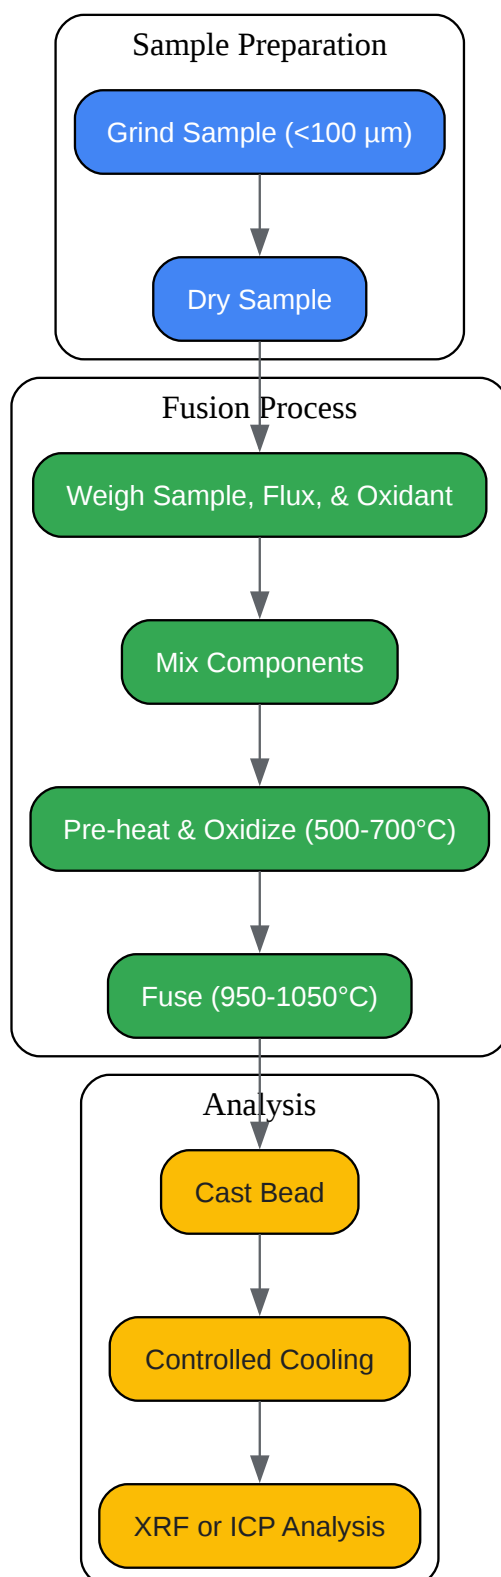 Sample Preparation
Grind Sample (<100 µm)
Dry Sample
Fusion Process
Weigh Sample, Flux, & Oxidant
Mix Components
Pre-heat & Oxidize (500-700°C)
Fuse (950-1050°C)
Analysis
Cast Bead
Controlled Cooling
XRF or ICP Analysis